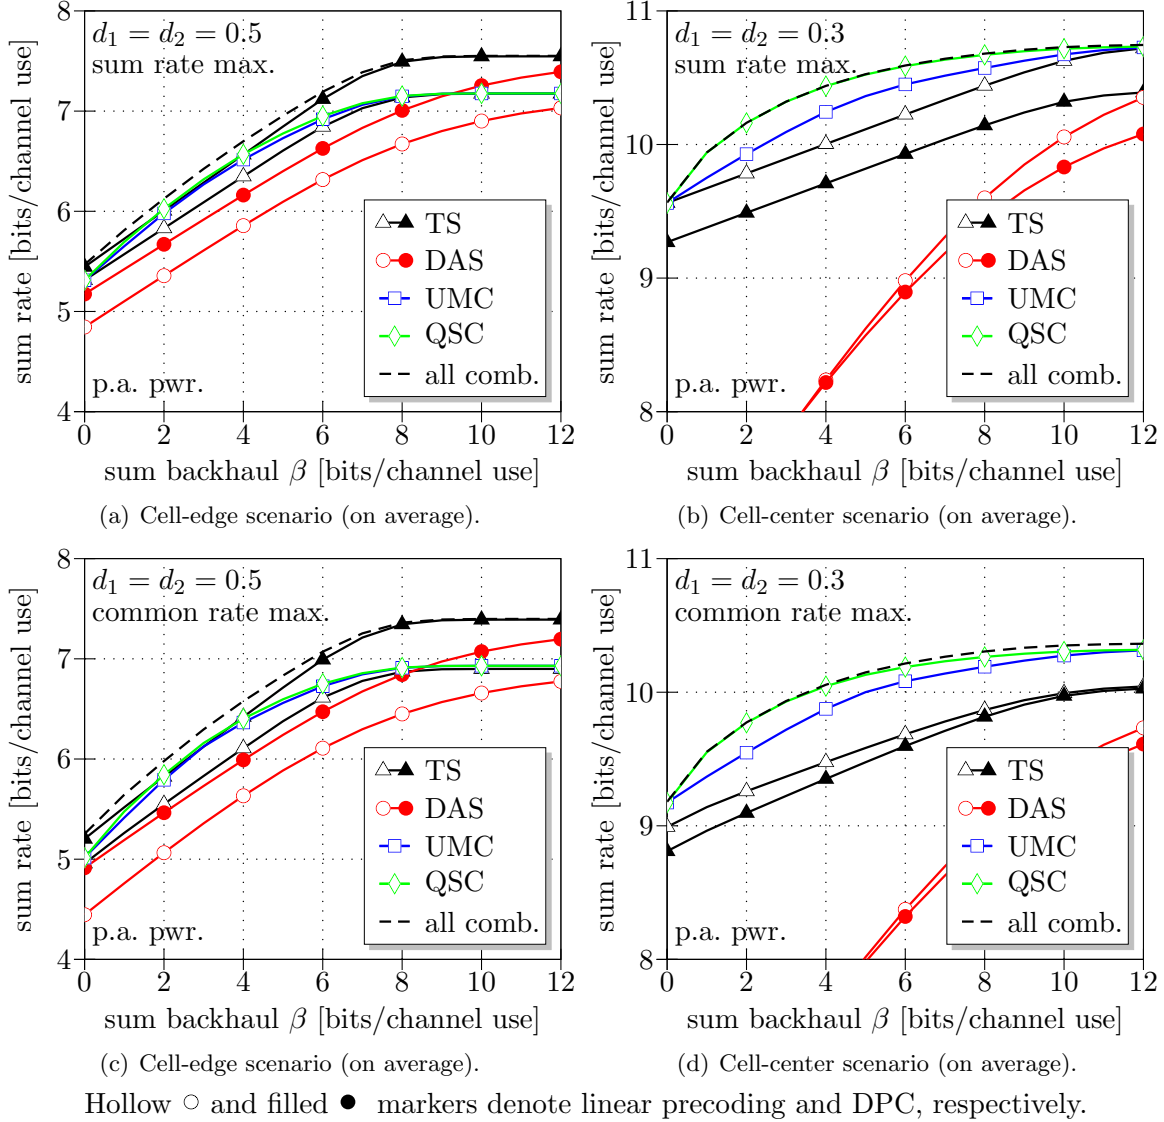 8
7
6
5
4
sum rate [bits/channel use]
d₁ = d₂ = 0.5
sum rate max.
p.a. pwr.
TS
DAS
UMC
QSC
all comb.
0 2 4 6 8 10 12
sum backhaul β [bits/channel use]
(a) Cell-edge scenario (on average).
11
10
9
8
sum rate [bits/channel use]
d₁ = d₂ = 0.3
sum rate max.
p.a. pwr.
TS
DAS
UMC
QSC
all comb.
0 2 4 6 8 10 12
sum backhaul β [bits/channel use]
(b) Cell-center scenario (on average).
8
7
6
5
4
sum rate [bits/channel use]
d₁ = d₂ = 0.5
common rate max.
p.a. pwr.
TS
DAS
UMC
QSC
all comb.
0 2 4 6 8 10 12
sum backhaul β [bits/channel use]
(c) Cell-edge scenario (on average).
11
10
9
8
sum rate [bits/channel use]
d₁ = d₂ = 0.3
common rate max.
p.a. pwr.
TS
DAS
UMC
QSC
all comb.
0 2 4 6 8 10 12
sum backhaul β [bits/channel use]
(d) Cell-center scenario (on average).
Hollow ○ and filled ● markers denote linear precoding and DPC, respectively.